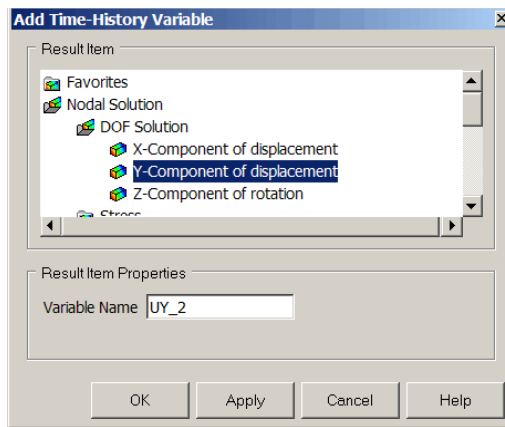 Add Time-History Variable
Result Item
Favorites
Nodal Solution
DOF Solution
X-Component of displacement
Y-Component of displacement
Z-Component of rotation
Stress
Result Item Properties
Variable Name UY_2
OK Apply Cancel Help